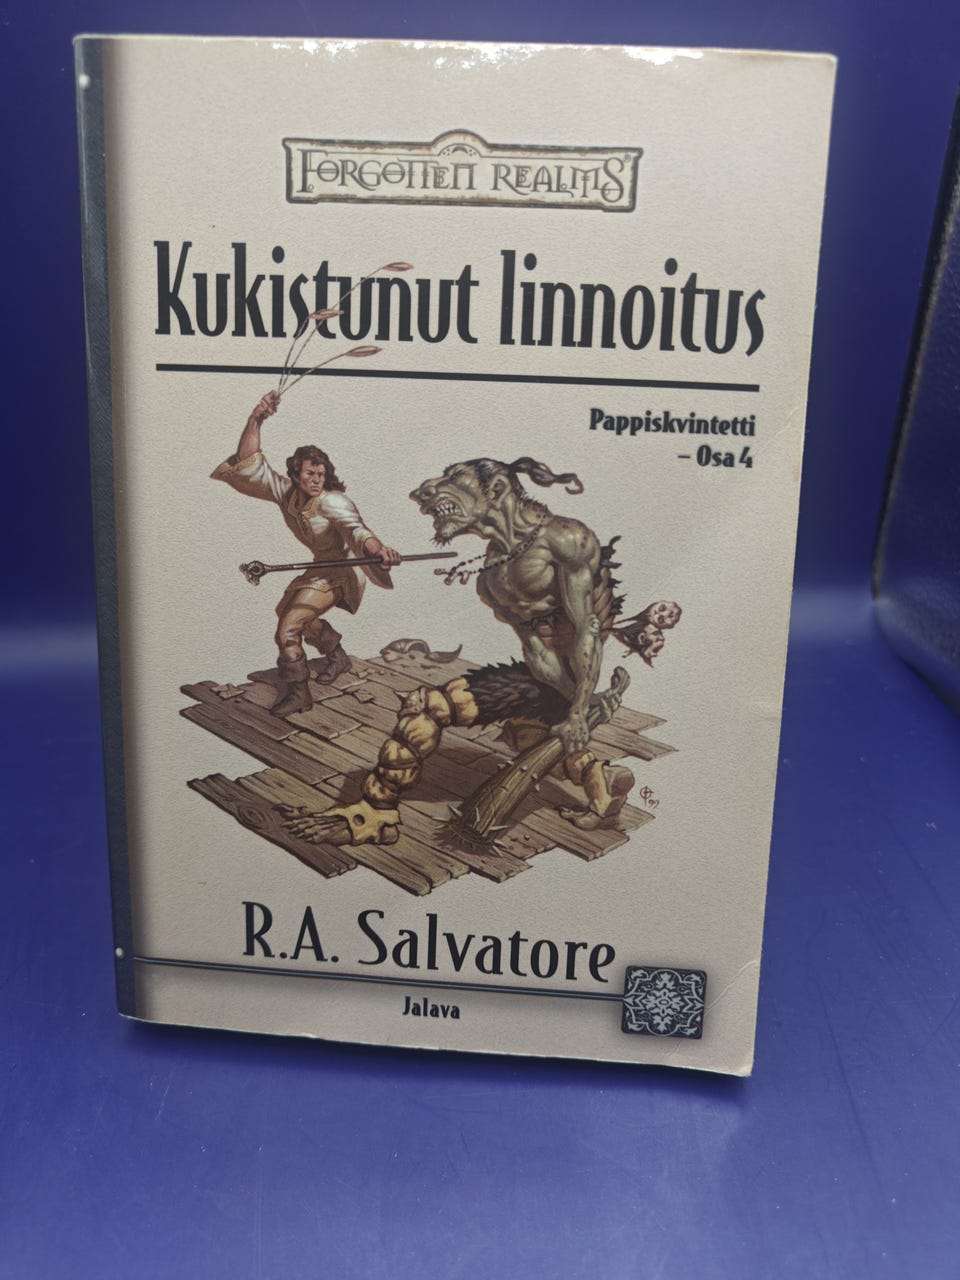 FORGOTTEN REALMS®
Kukistunut linnoitus
Pappiskvintetti
– Osa 4
R.A. Salvatore
Jalava